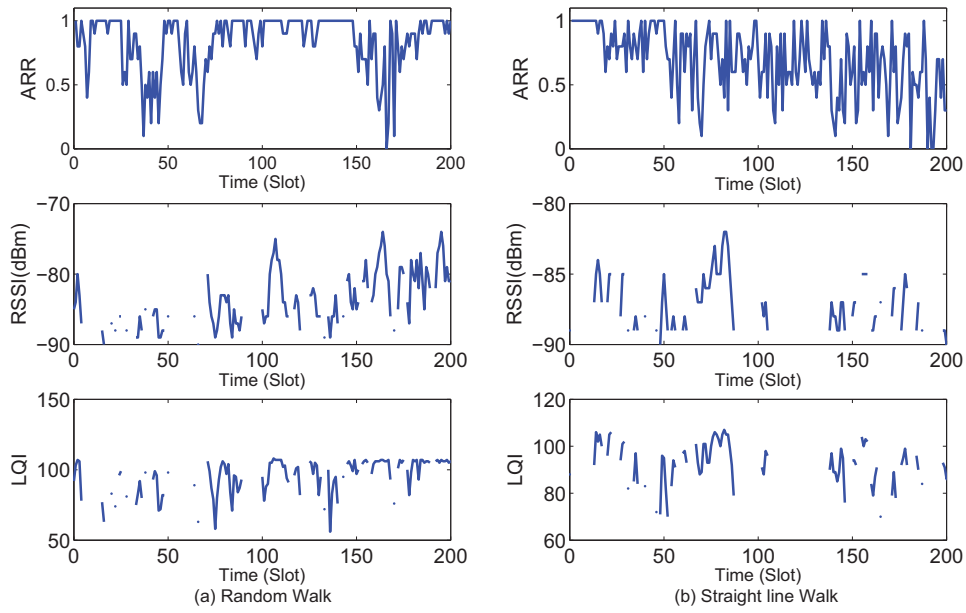 1
0.5
0
ARR
0 50 100 150 200
Time (Slot)
−70
−80
−90
RSSI(dBm)
0 50 100 150 200
Time (Slot)
150
100
50
LQI
0 50 100 150 200
Time (Slot)
(a) Random Walk
1
0.5
0
ARR
0 50 100 150 200
Time (Slot)
−80
−85
−90
RSSI(dBm)
0 50 100 150 200
Time (Slot)
120
100
80
60
LQI
0 50 100 150 200
Time (Slot)
(b) Straight line Walk